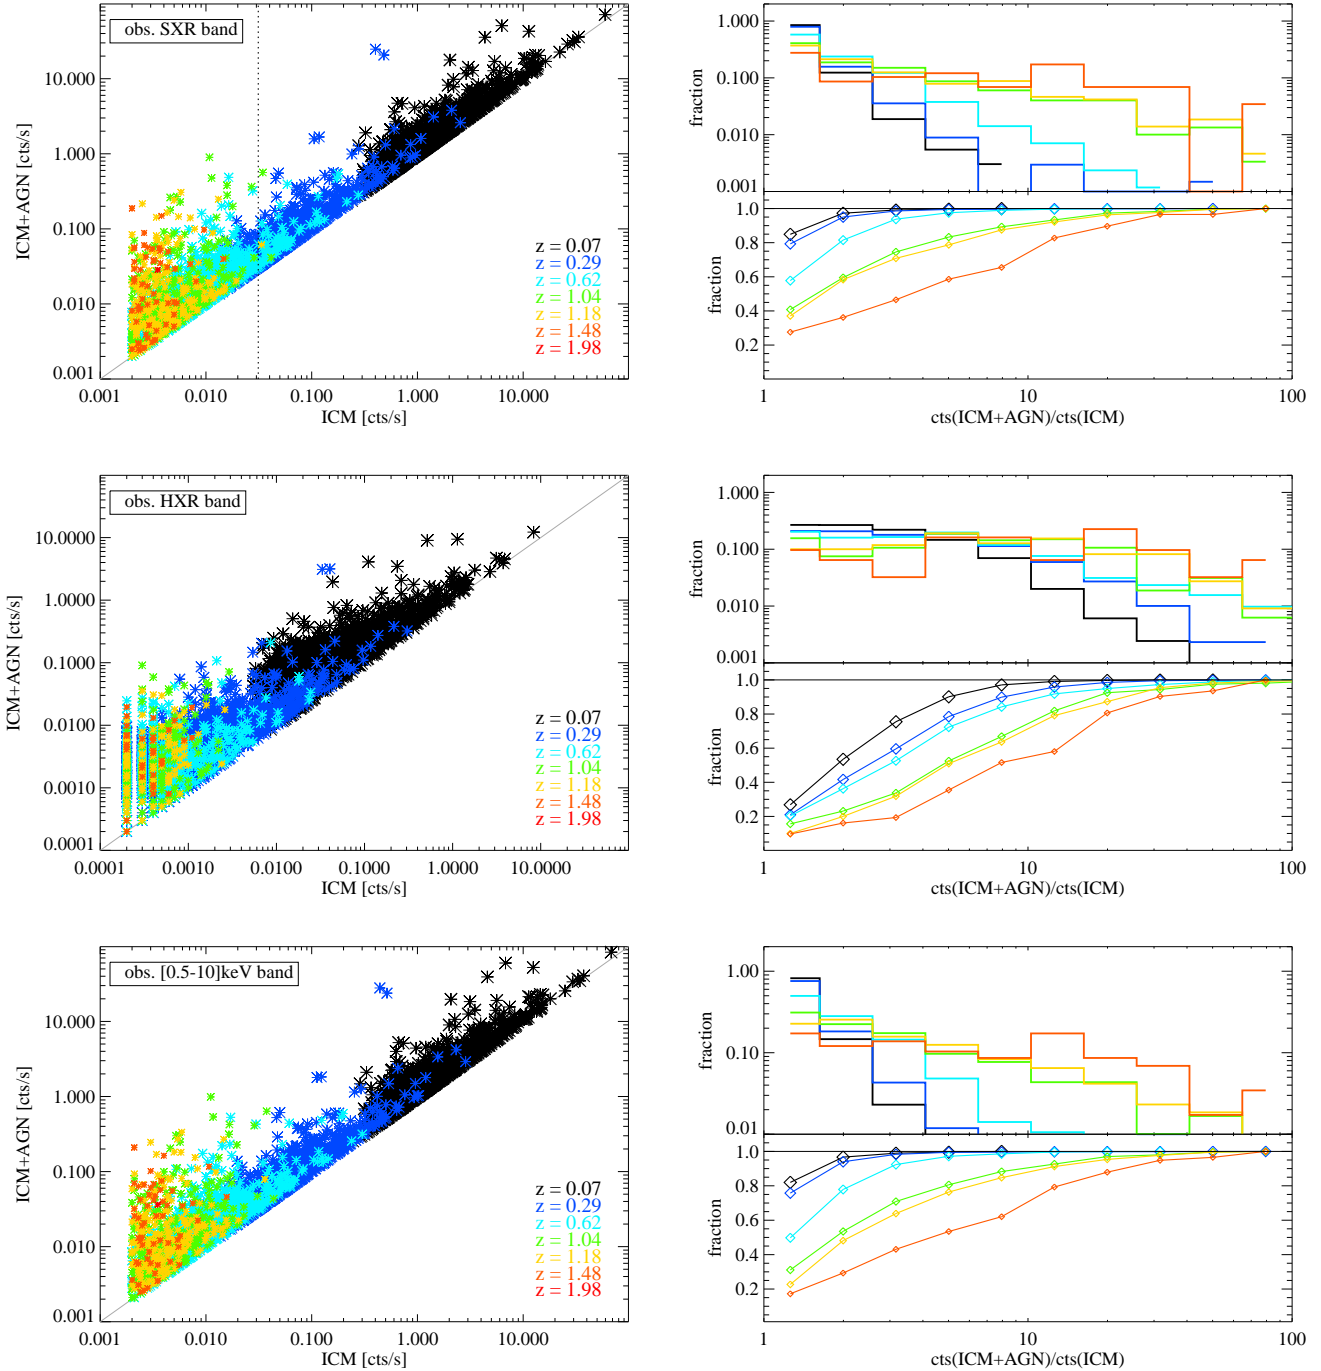 obs. SXR band
10.000
1.000
0.100
0.010
0.001
ICM+AGN [cts/s]
0.001 0.010 0.100 1.000 10.000
ICM [cts/s]
z = 0.07
z = 0.29
z = 0.62
z = 1.04
z = 1.18
z = 1.48
z = 1.98
1.000
0.100
0.010
0.001
fraction
1.0
0.8
0.6
0.4
0.2
fraction
1 10 100
cts(ICM+AGN)/cts(ICM)
obs. HXR band
10.0000
1.0000
0.1000
0.0100
0.0010
0.0001
ICM+AGN [cts/s]
0.0001 0.0010 0.0100 0.1000 1.0000 10.0000
ICM [cts/s]
z = 0.07
z = 0.29
z = 0.62
z = 1.04
z = 1.18
z = 1.48
z = 1.98
1.000
0.100
0.010
0.001
fraction
1.0
0.8
0.6
0.4
0.2
fraction
1 10 100
cts(ICM+AGN)/cts(ICM)
obs. [0.5-10]keV band
10.000
1.000
0.100
0.010
0.001
ICM+AGN [cts/s]
0.001 0.010 0.100 1.000 10.000
ICM [cts/s]
z = 0.07
z = 0.29
z = 0.62
z = 1.04
z = 1.18
z = 1.48
z = 1.98
1.00
0.10
0.01
fraction
1.0
0.8
0.6
0.4
0.2
fraction
1 10 100
cts(ICM+AGN)/cts(ICM)